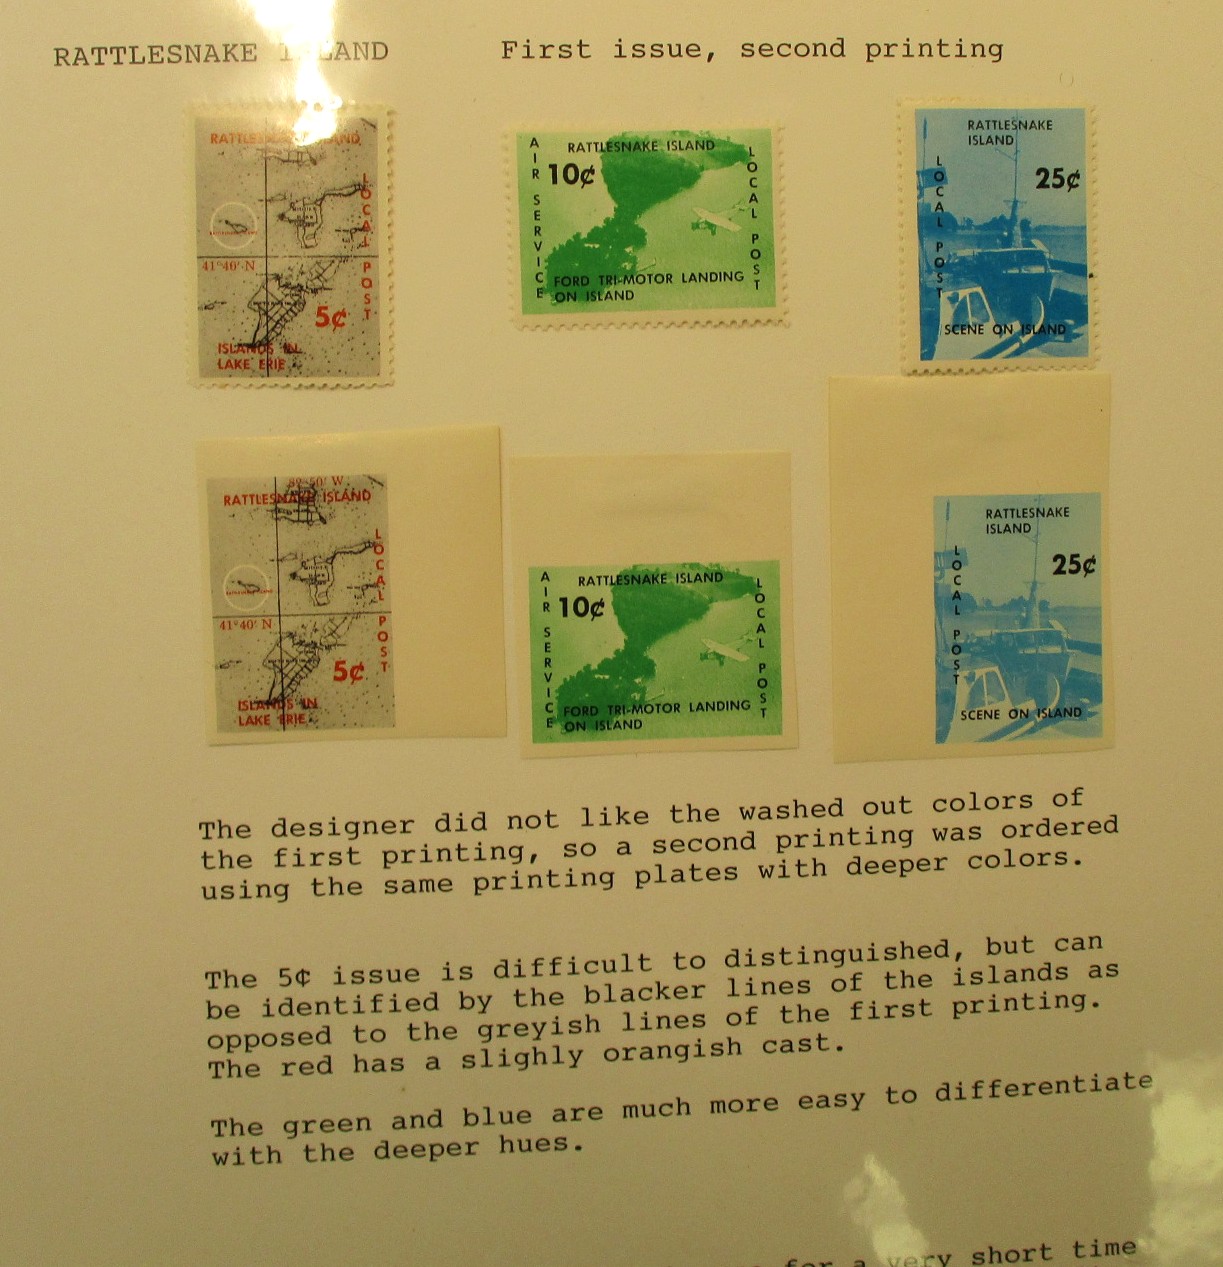 RATTLESNAKE ISLAND
First issue, second printing
RATTLESNAKE ISLAND
LOCAL POST
41°40' N
5¢
ISLANDS IN
LAKE ERIE
AIR SERVICE
RATTLESNAKE ISLAND
10¢
LOCAL POST
FORD TRI-MOTOR LANDING
ON ISLAND
RATTLESNAKE
ISLAND
LOCAL POST
25¢
SCENE ON ISLAND
RATTLESNAKE ISLAND
LOCAL POST
41°40' N
5¢
ISLANDS IN
LAKE ERIE
AIR SERVICE
RATTLESNAKE ISLAND
10¢
LOCAL POST
FORD TRI-MOTOR LANDING
ON ISLAND
RATTLESNAKE
ISLAND
LOCAL POST
25¢
SCENE ON ISLAND
The designer did not like the washed out colors of
the first printing, so a second printing was ordered
using the same printing plates with deeper colors.
The 5¢ issue is difficult to distinguished, but can
be identified by the blacker lines of the islands as
opposed to the greyish lines of the first printing.
The red has a slighly orangish cast.
The green and blue are much more easy to differentiate
with the deeper hues.
for a very short time